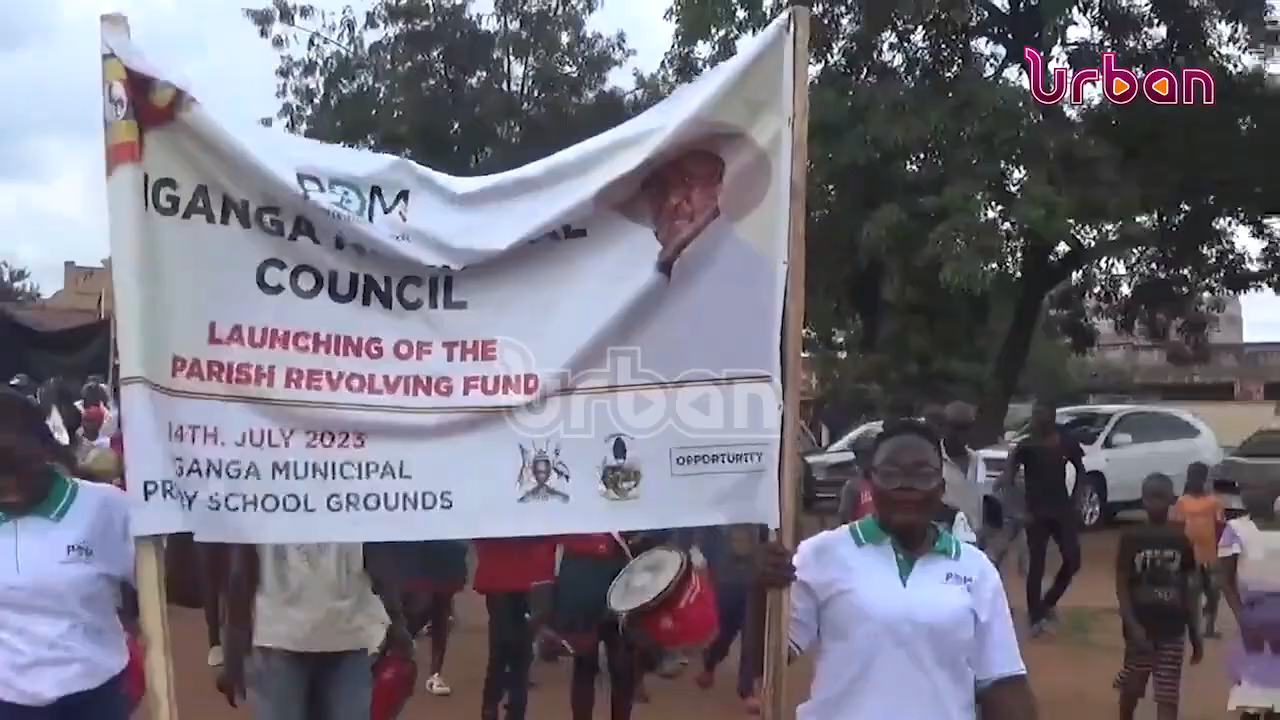 Urban
PDM
IGANGA
COUNCIL
LAUNCHING OF THE
PARISH REVOLVING FUND
urban
14TH. JULY 2023
GANGA MUNICIPAL
SCHOOL GROUNDS
OPPORTUNITY
PDM
PDM